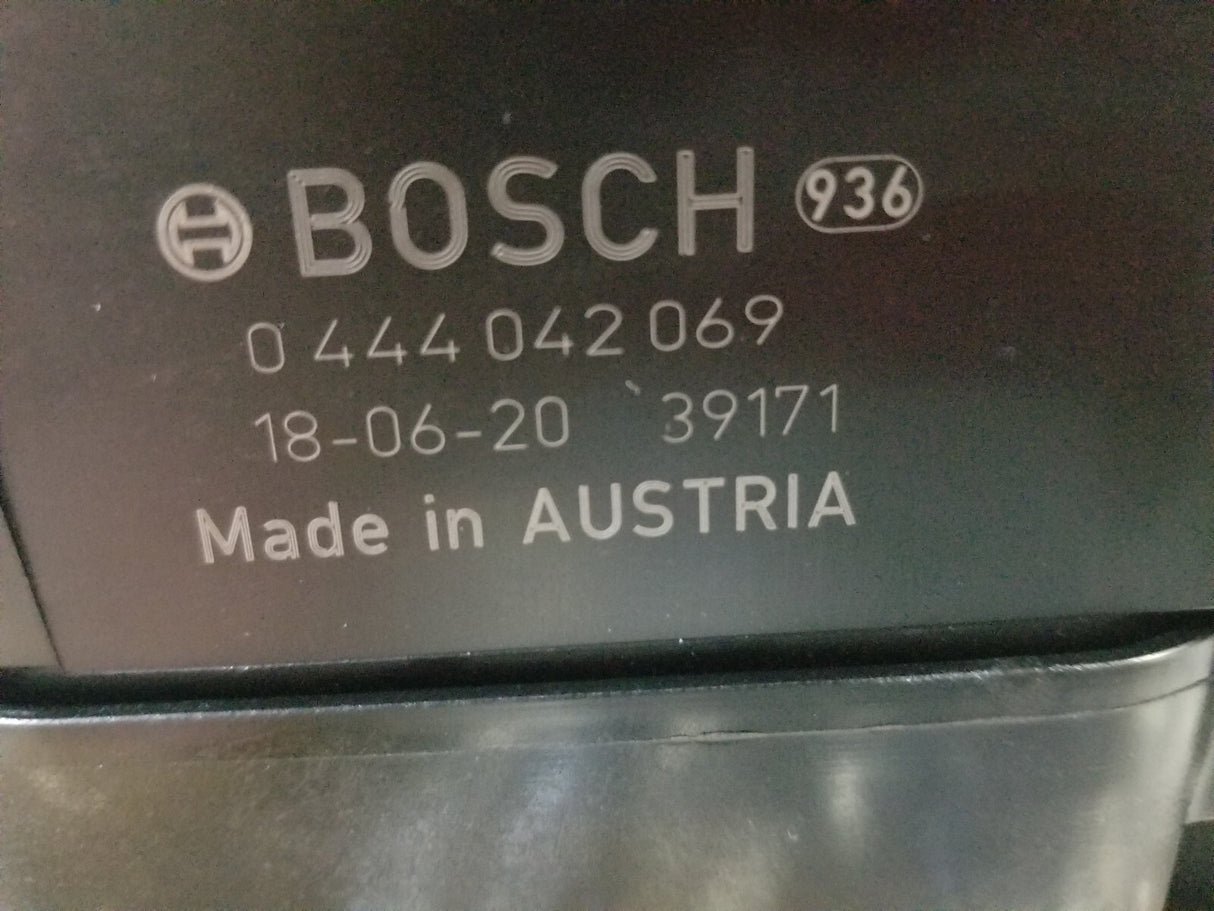 BOSCH 936
0 444 042 069
18-06-20 39171
Made in AUSTRIA